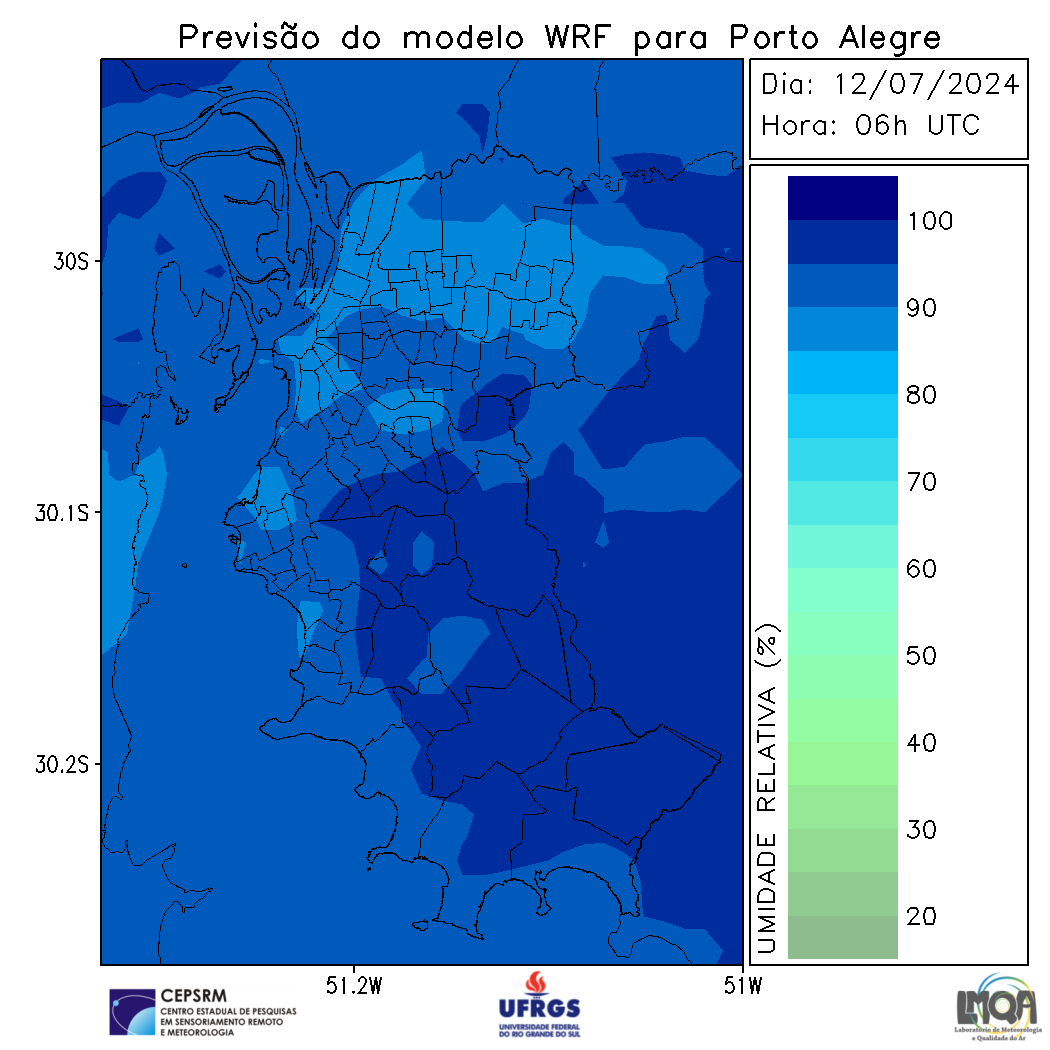 Previsão do modelo WRF para Porto Alegre
Dia: 12/07/2024
Hora: 06h UTC
30S
30.1S
30.2S
51.2W
51W
UMIDADE RELATIVA (%)
100
90
80
70
60
50
40
30
20
CEPSRM
CENTRO ESTADUAL DE PESQUISAS
EM SENSORIAMENTO REMOTO
E METEOROLOGIA
UFRGS
UNIVERSIDADE FEDERAL
DO RIO GRANDE DO SUL
LMQA
Laboratório de Meteorologia
e Qualidade do Ar